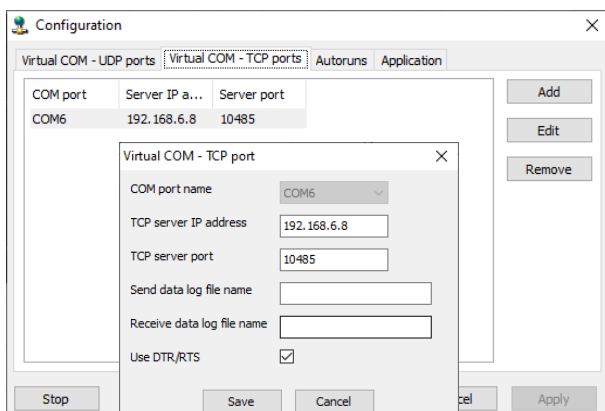 Configuration
Virtual COM - UDP ports Virtual COM - TCP ports Autoruns Application
COM port Server IP a... Server port
COM6 192.168.6.8 10485
Add
Edit
Remove
Virtual COM - TCP port
COM port name COM6
TCP server IP address 192.168.6.8
TCP server port 10485
Send data log file name
Receive data log file name
Use DTR/RTS
Save Cancel
Stop cel Apply